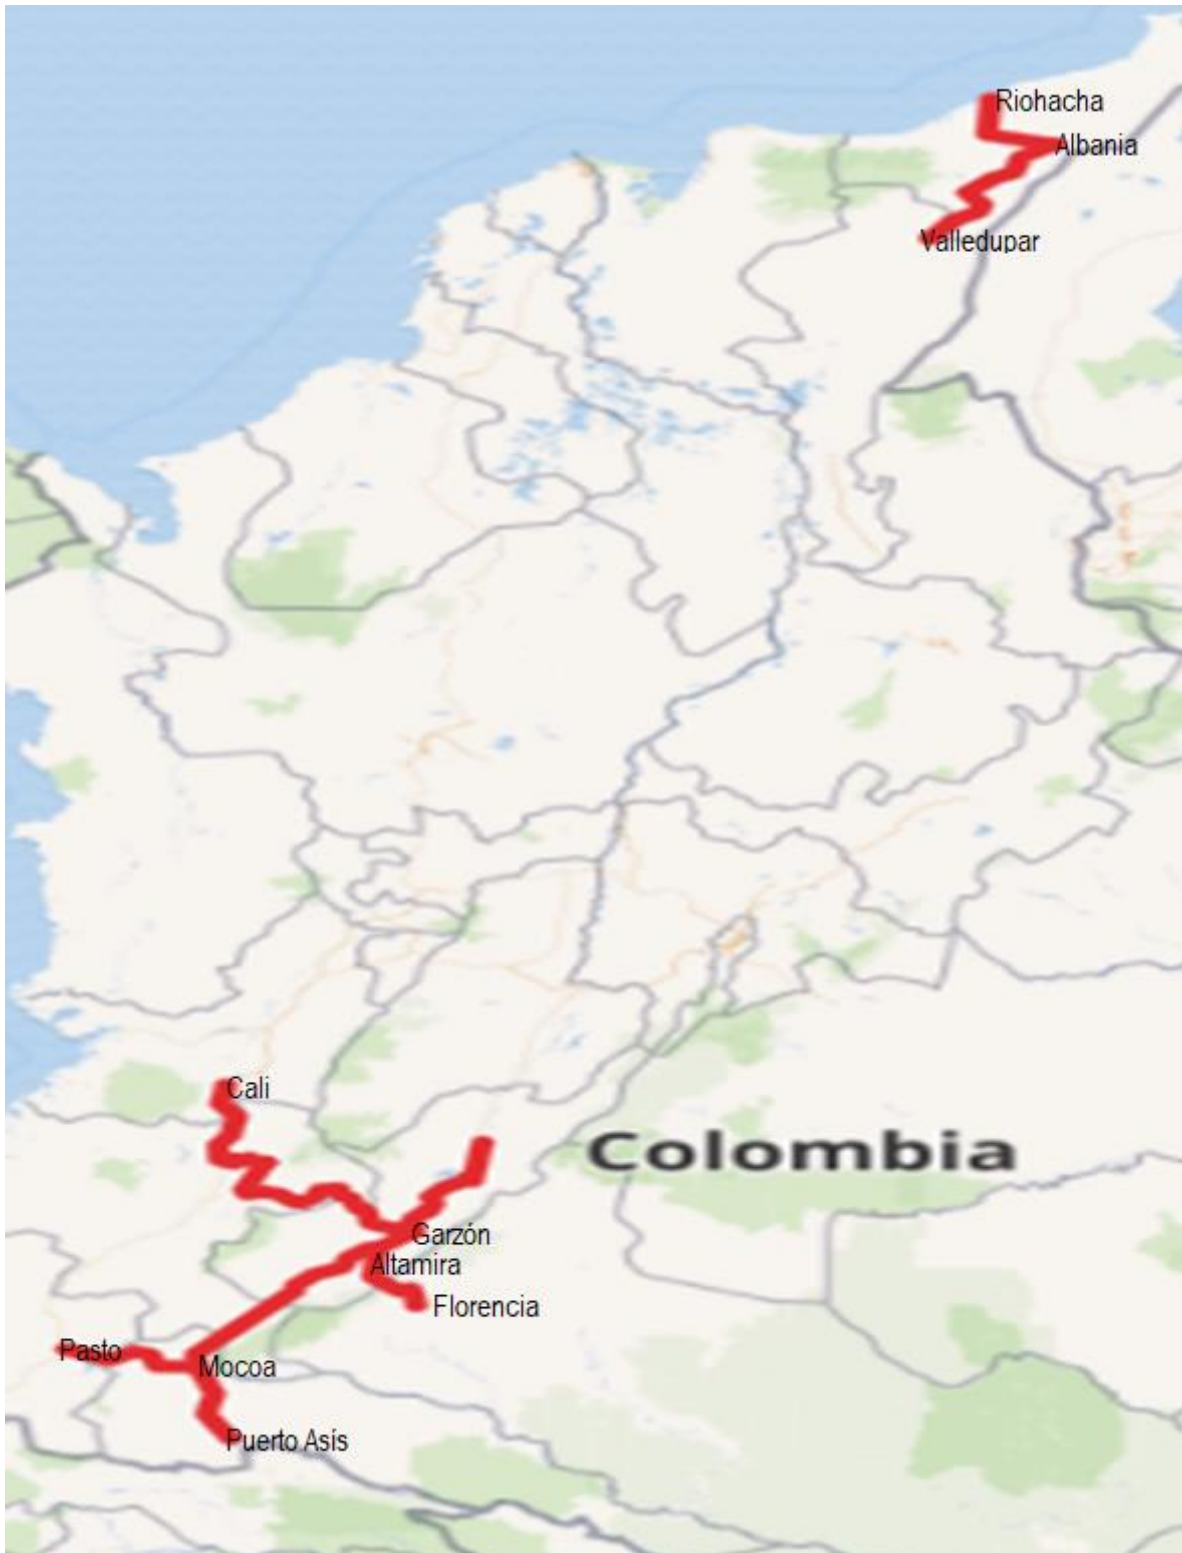 Riohacha
Albania
Valledupar
Cali
Colombia
Garzón
Altamira
Florencia
Pasto
Mocoa
Puerto Asís